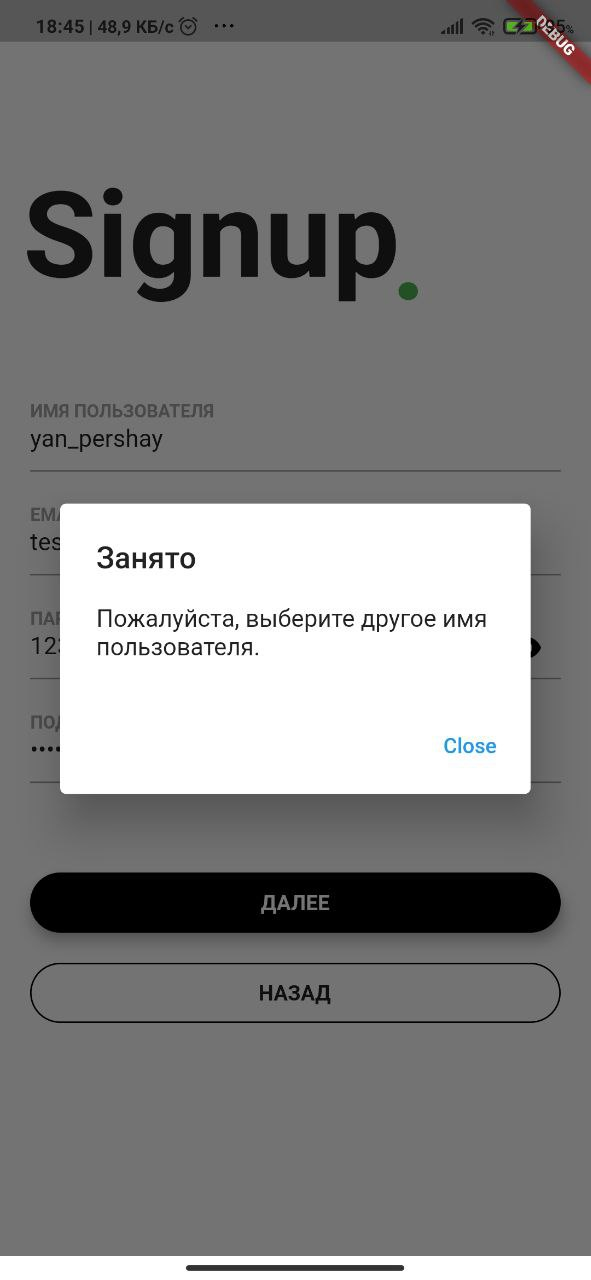 18:45 | 48,9 КБ/с ...
DEBUG
Signup.
ИМЯ ПОЛЬЗОВАТЕЛЯ
yan_pershay
Занято
Пожалуйста, выберите другое имя
пользователя.
Close
ДАЛЕЕ
НАЗАД